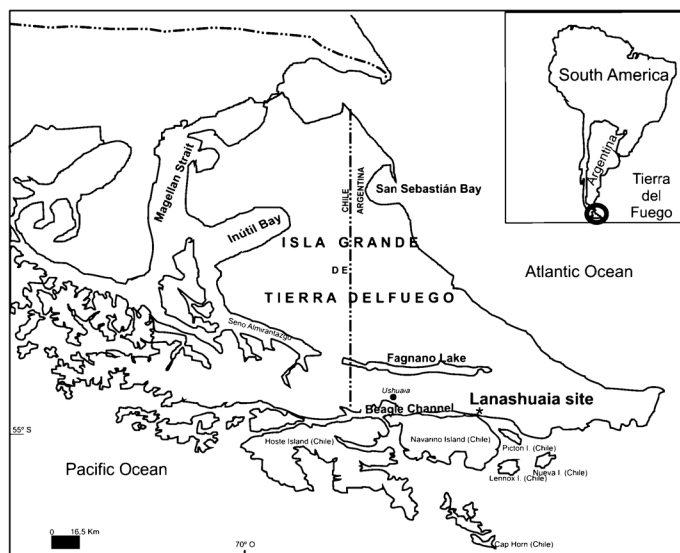 South America
Argentina
Tierra
del
Fuego
Magellan Strait
CHILE
ARGENTINA
San Sebastián Bay
Inútil Bay
ISLA GRANDE
DE
TIERRA DELFUEGO
Atlantic Ocean
Seno Almirantazgo
Fagnano Lake
Ushuaia
Lanashuaia site
*
Beagle Channel
55º S
Hoste Island (Chile)
Navarino Island (Chile)
Picton I. (Chile)
Nueva I. (Chile)
Lennox I. (Chile)
Pacific Ocean
0 16,5 Km
70º O
Cap Horn (Chile)